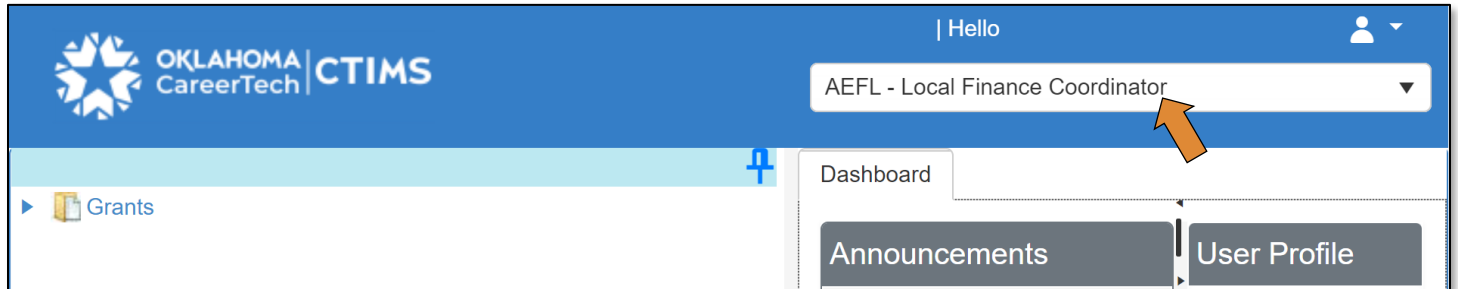 | Hello
OKLAHOMA
CareerTech
CTIMS
AEFL - Local Finance Coordinator
Dashboard
Grants
Announcements
User Profile